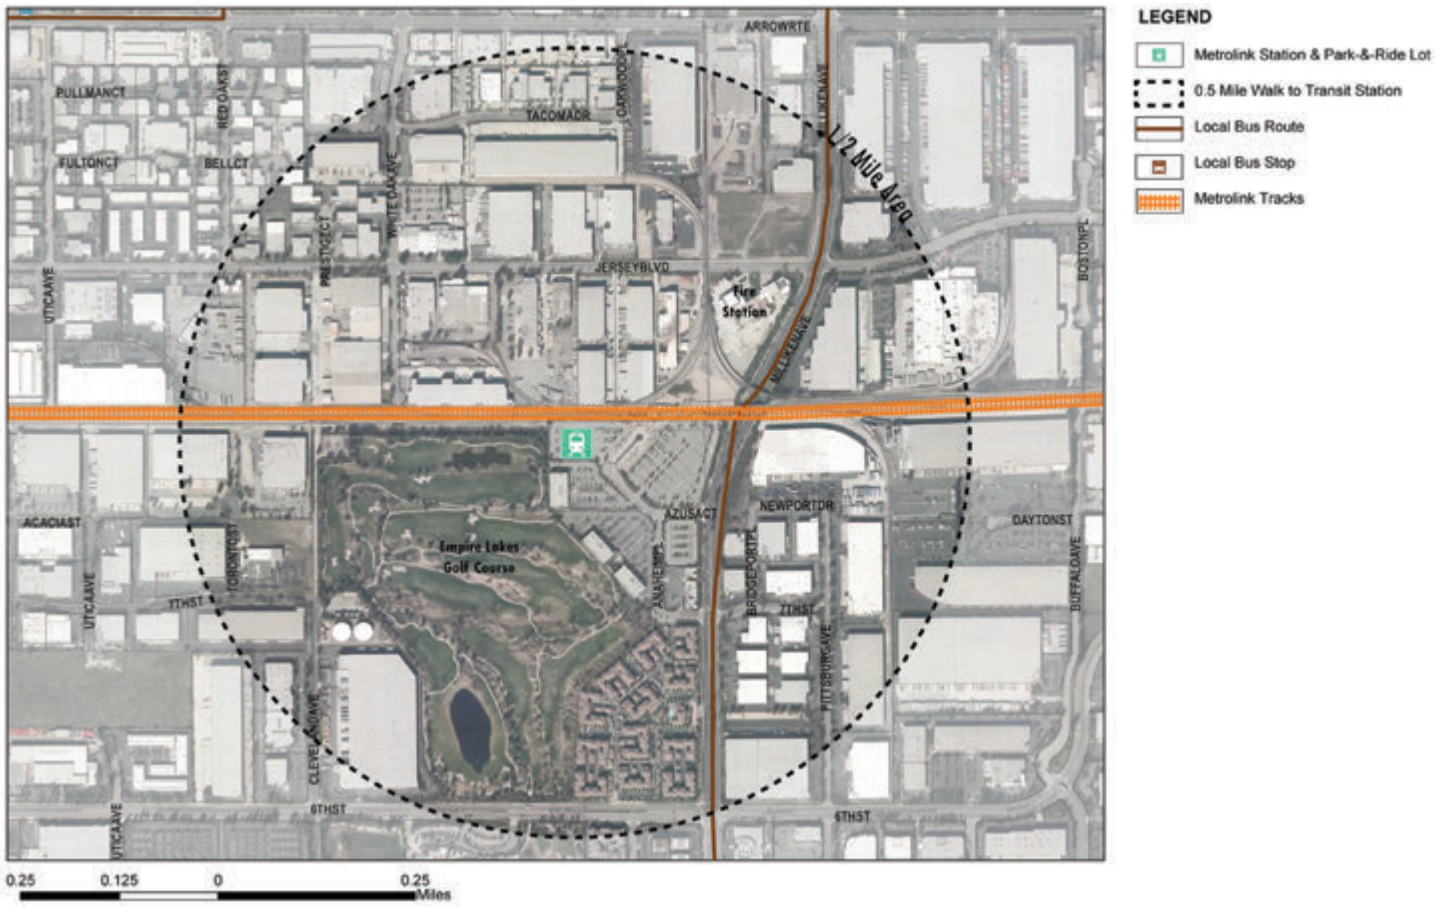 LEGEND
Metrolink Station & Park-&-Ride Lot
0.5 Mile Walk to Transit Station
Local Bus Route
Local Bus Stop
Metrolink Tracks
ARROWRTE
PULLMANCT
RED OAKST
OAKWOODPL
MILLIKENAVE
TACOMADR
1/2 Mile Area
FULTONCT
BELLCT
WHITE OAKAVE
PRESTIGECT
UTICAAVE
JERSEYBLVD
BOSTONPL
Fire
Station
MILLIKENAVE
ACACIAST
AZUSACT
NEWPORTDR
DAYTONST
TORONTOST
Empire Lakes
Golf Course
ANAHEIMPL
BRIDGEPORTPL
BUFFALOAVE
UTICAAVE
7THST
7THST
PITTSBURGAVE
CLEVELANDAVE
6THST
6THST
UTICAAVE
0.25 0.125 0 0.25
Miles